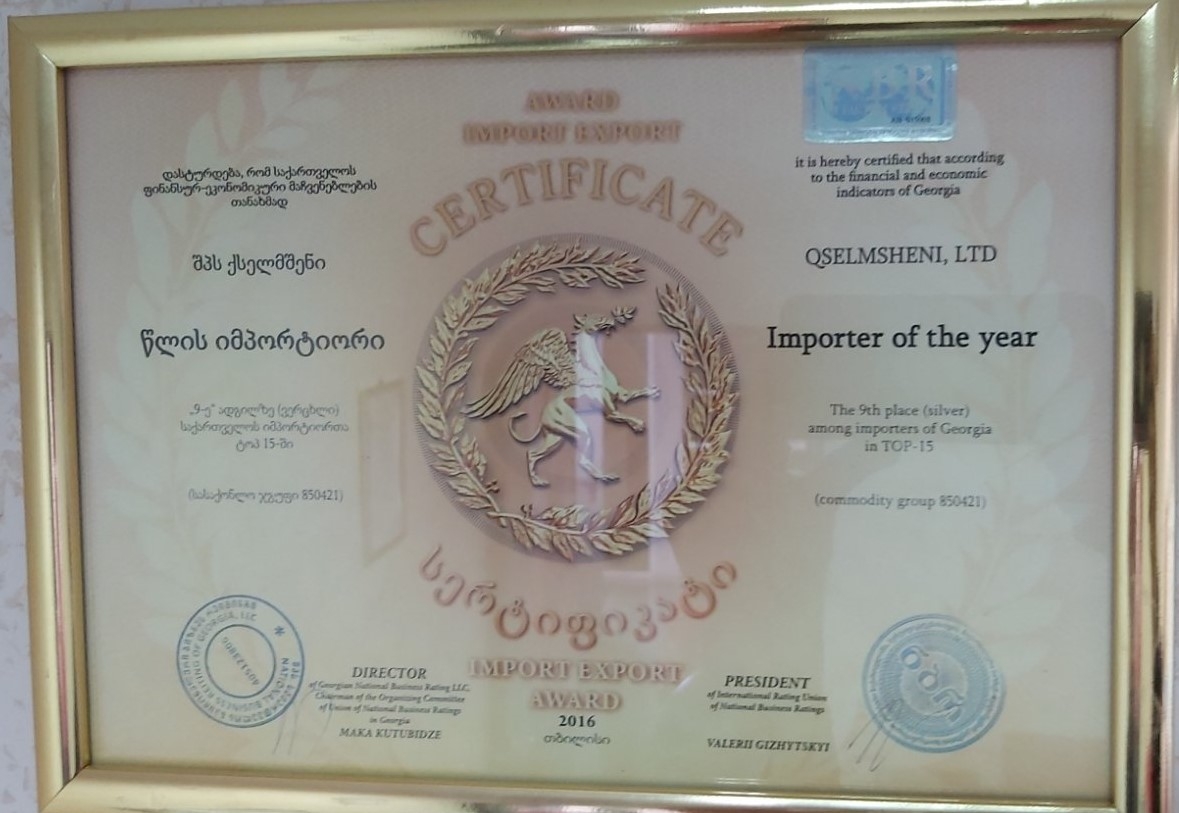 AWARD
IMPORT EXPORT
CERTIFICATE
დასტურდება, რომ საქართველოს
ფინანსურ-ეკონომიკური მაჩვენებლების
თანახმად
შპს ქსელმშენი
წლის იმპორტიორი
„9-ე“ ადგილზე (ვერცხლი)
საქართველოს იმპორტიორთა
ტოპ 15-ში
(სასაქონლო ჯგუფი 850421)
it is hereby certified that according
to the financial and economic
indicators of Georgia
QSELMSHENI, LTD
Importer of the year
The 9th place (silver)
among importers of Georgia
in TOP-15
(commodity group 850421)
სერტიფიკატი
IMPORT EXPORT
AWARD
2016
თბილისი
DIRECTOR
of Georgian National Business Rating LLC,
Chairman of the Organizing Committee
of Union of National Business Ratings
in Georgia
MAKA KUTUBIDZE
PRESIDENT
of International Rating Union
of National Business Ratings
VALERII GIZHYTSKYI